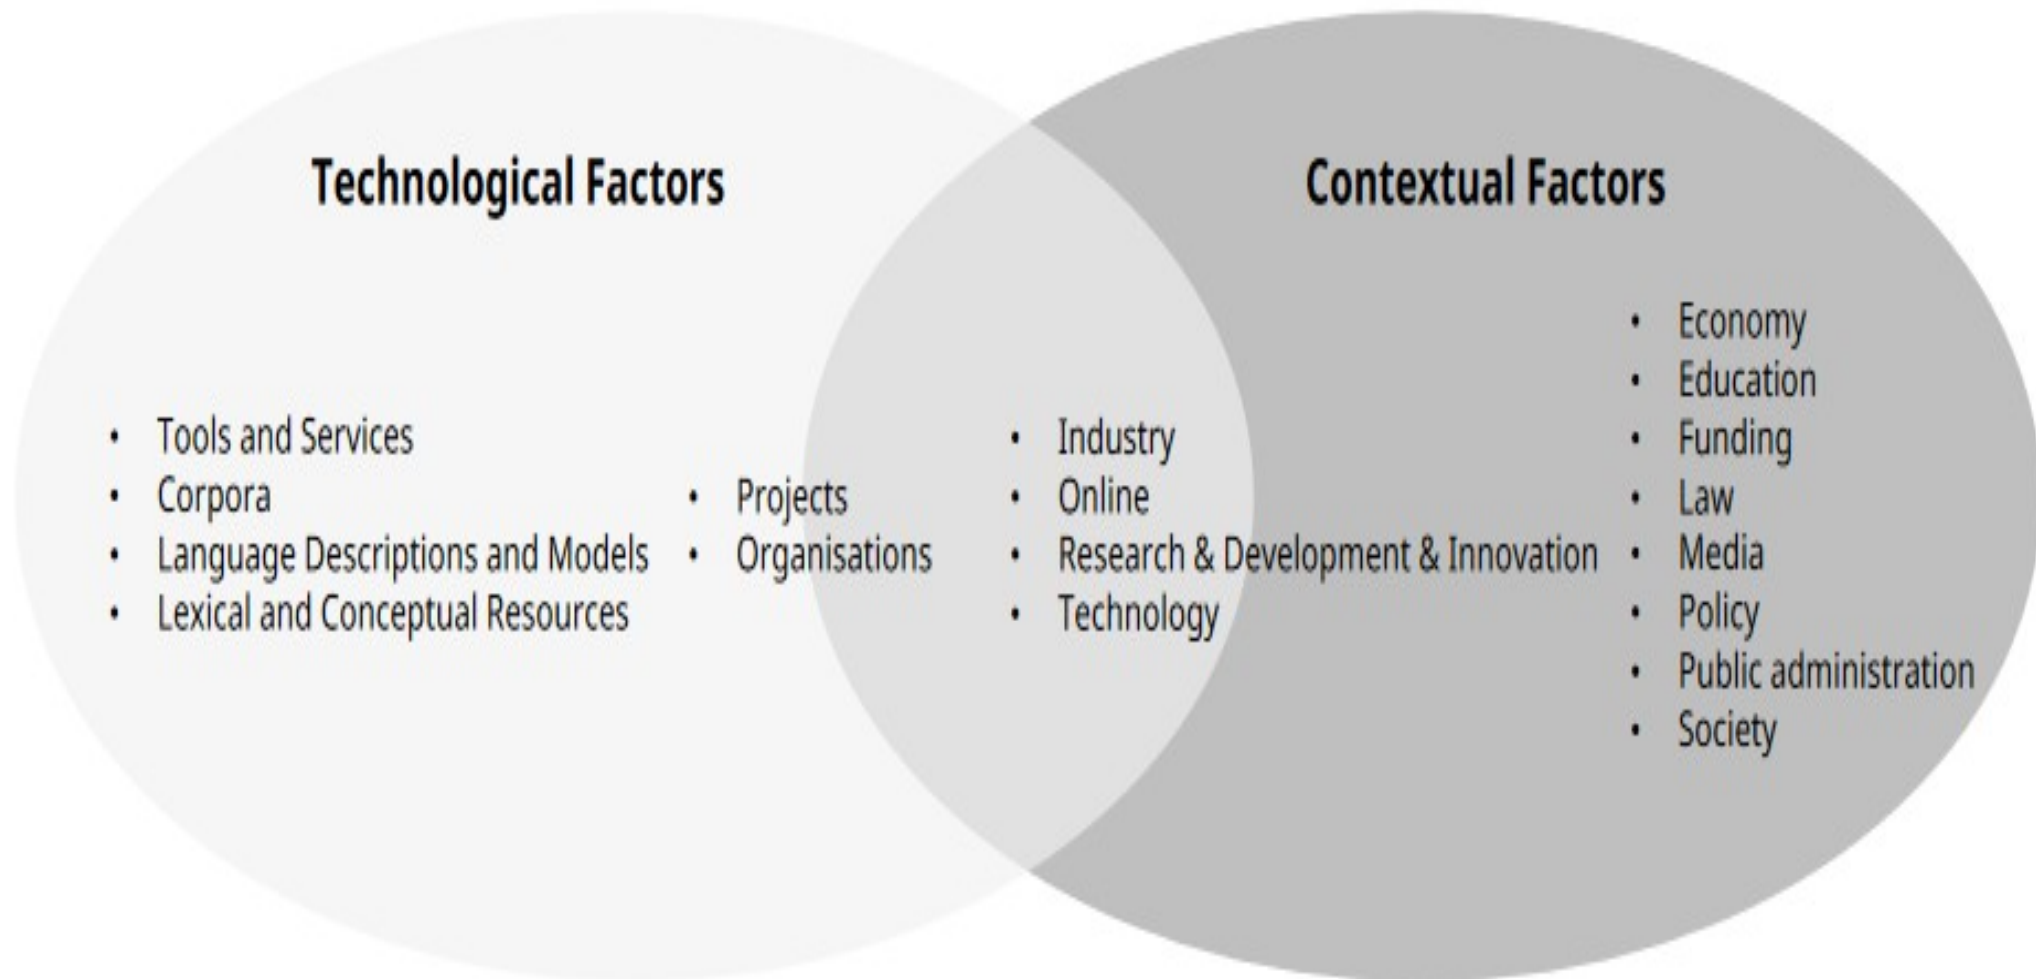 Technological Factors
Contextual Factors
• Tools and Services
• Corpora
• Language Descriptions and Models
• Lexical and Conceptual Resources
• Projects
• Organisations
• Industry
• Online
• Research & Development & Innovation
• Technology
• Economy
• Education
• Funding
• Law
• Media
• Policy
• Public administration
• Society